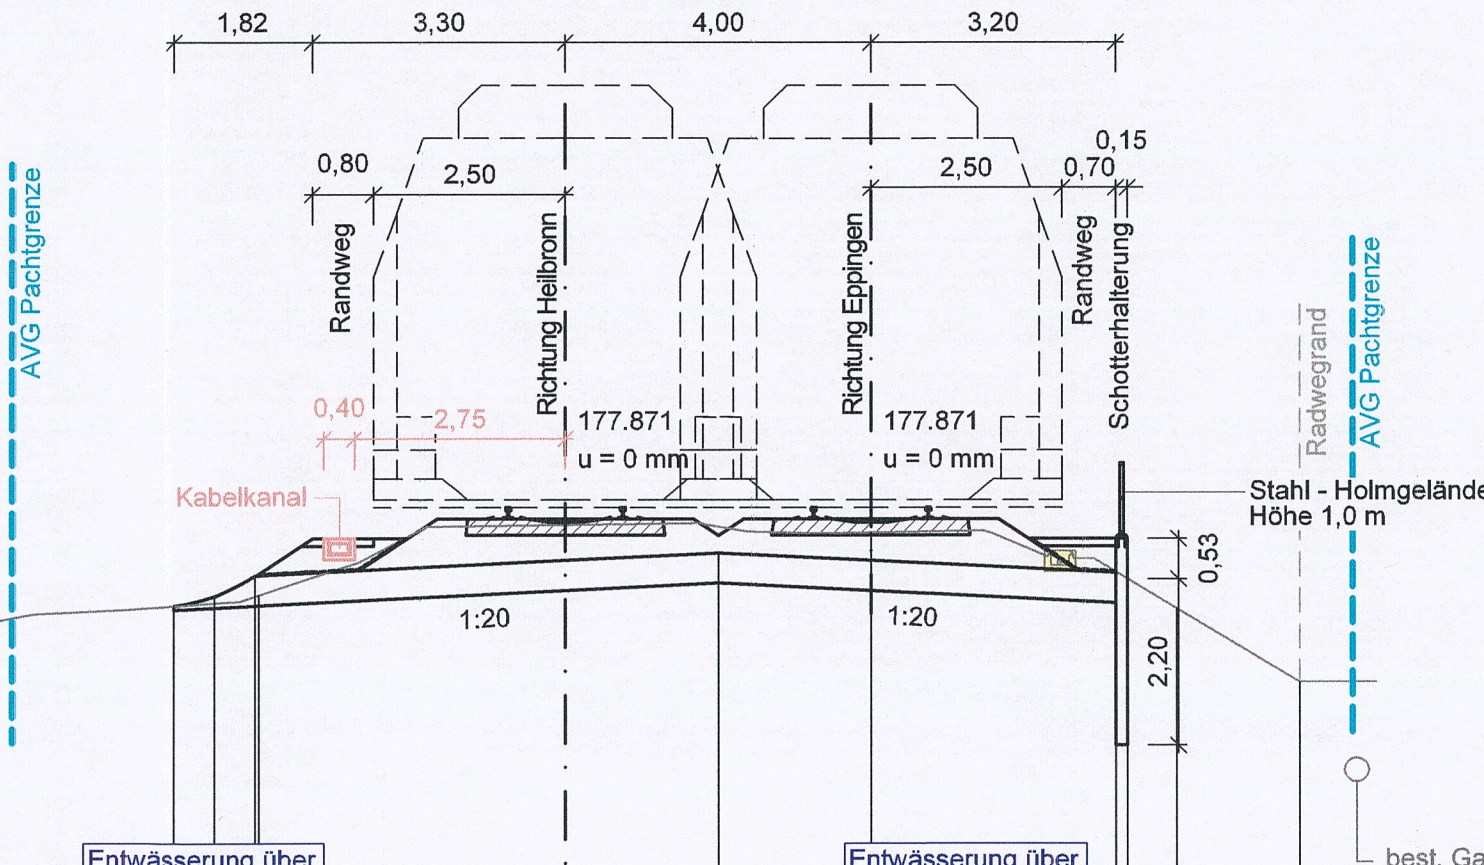 1,82
3,30
4,00
3,20
0,15
0,80
2,50
2,50
0,70
AVG Pachtgrenze
Randweg
Richtung Heilbronn
Richtung Eppingen
Randweg
Schotterhalterung
Radwegrand
AVG Pachtgrenze
0,40
2,75
177.871
u = 0 mm
177.871
u = 0 mm
Kabelkanal
Stahl - Holmgelände
Höhe 1,0 m
0,53
1:20
1:20
2,20
Entwässerung über
Entwässerung über
best. Ga